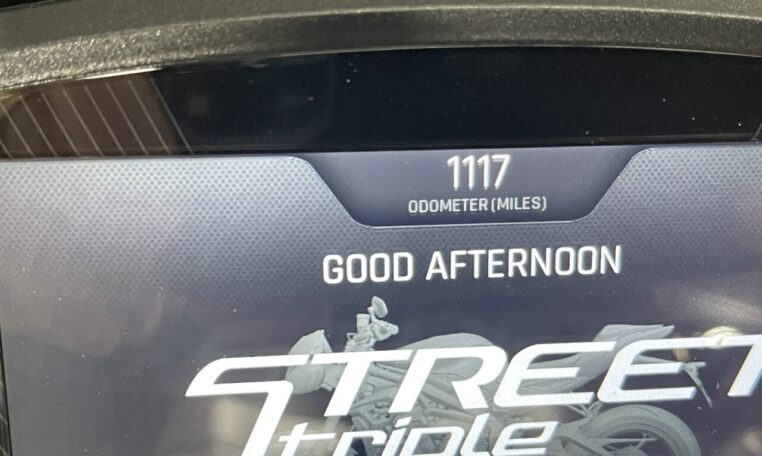 1117
ODOMETER (MILES)
GOOD AFTERNOON
STREET
triple